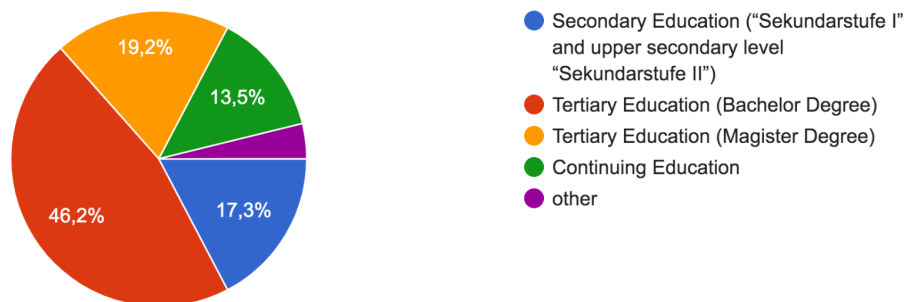 19,2%
13,5%
46,2%
17,3%
Secondary Education (“Sekundarstufe I”
and upper secondary level
“Sekundarstufe II”)
Tertiary Education (Bachelor Degree)
Tertiary Education (Magister Degree)
Continuing Education
other